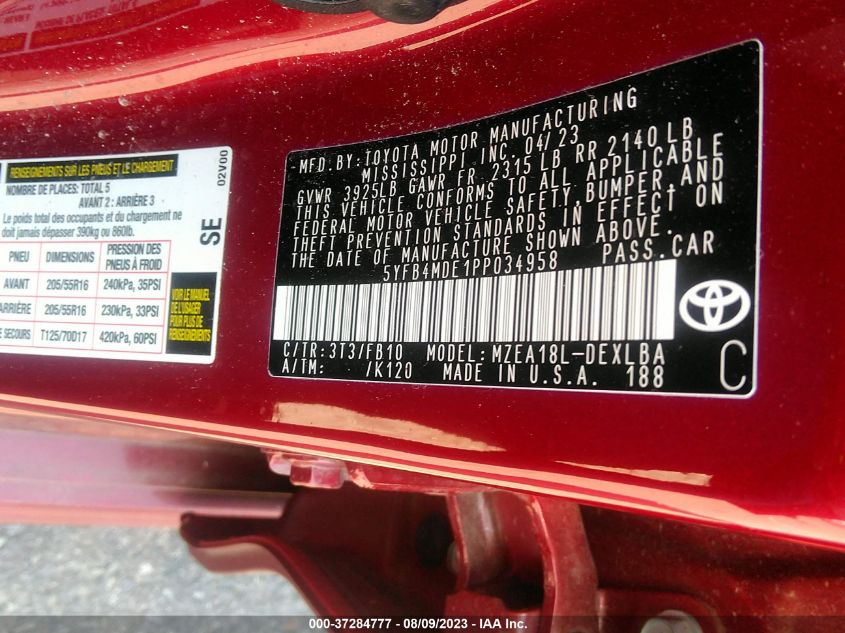 RENSEIGNEMENTS SUR LES PNEUS ET LE CHARGEMENT
NOMBRE DE PLACES: TOTAL 5
AVANT 2 : ARRIÈRE 3
Le poids total des occupants et du chargement ne
doit jamais dépasser 390kg ou 860lb.
PNEU DIMENSIONS PRESSION DES PNEUS À FROID
AVANT 205/55R16 240kPa, 35PSI
ARRIÈRE 205/55R16 230kPa, 33PSI
E SECOURS T125/70D17 420kPa, 60PSI
VOIR LE MANUEL
DE L'USAGER
POUR PLUS DE
RENSEIGNEMENTS
02V00
SE
MFD. BY: TOYOTA MOTOR MANUFACTURING
MISSISSIPPI INC. 04/23
GVWR 3925LB GAWR FR 2315 LB RR 2140 LB
THIS VEHICLE CONFORMS TO ALL APPLICABLE
FEDERAL MOTOR VEHICLE SAFETY, BUMPER, AND
THEFT PREVENTION STANDARDS IN EFFECT ON
THE DATE OF MANUFACTURE SHOWN ABOVE.
5YFB4MDE1PP034958 PASS. CAR
C/TR: 3T3/FB10 MODEL: MZEA18L-DEXLBA
A/TM: /K120 MADE IN U.S.A. 188
C
000-37284777 - 08/09/2023 - IAA Inc.